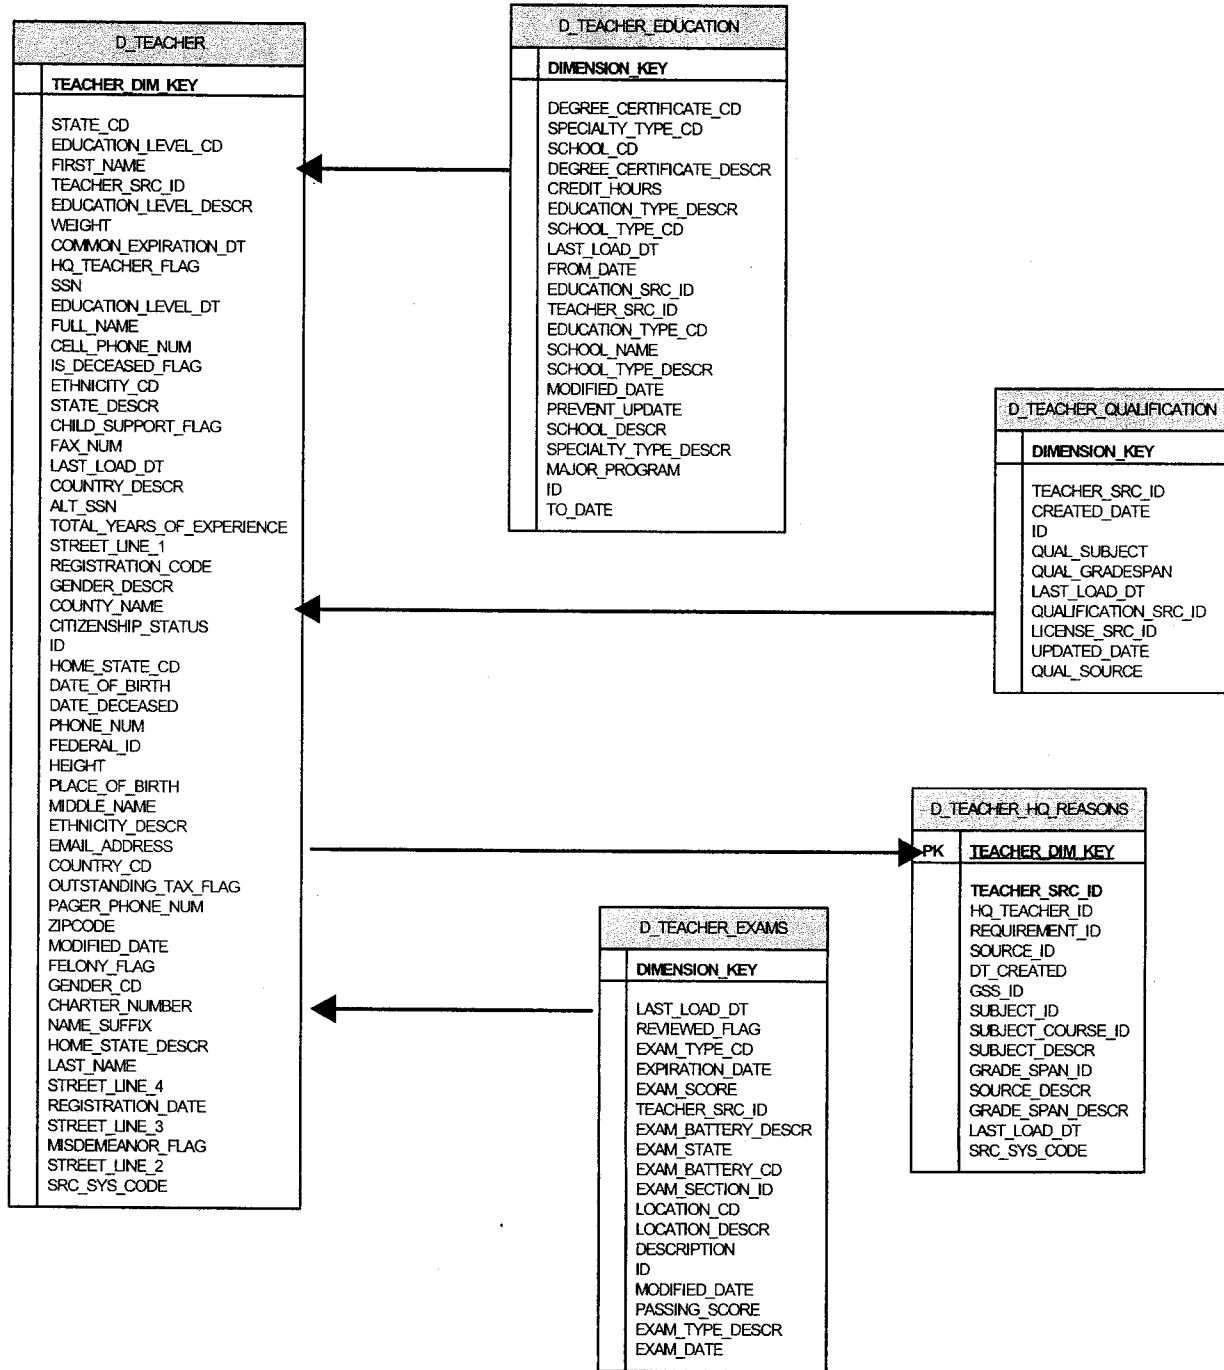 D_TEACHER
TEACHER_DIM_KEY
STATE_CD
EDUCATION_LEVEL_CD
FIRST_NAME
TEACHER_SRC_ID
EDUCATION_LEVEL_DESCR
WEIGHT
COMMON_EXPIRATION_DT
HQ_TEACHER_FLAG
SSN
EDUCATION_LEVEL_DT
FULL_NAME
CELL_PHONE_NUM
IS_DECEASED_FLAG
ETHNICITY_CD
STATE_DESCR
CHILD_SUPPORT_FLAG
FAX_NUM
LAST_LOAD_DT
COUNTRY_DESCR
ALT_SSN
TOTAL_YEARS_OF_EXPERIENCE
STREET_LINE_1
REGISTRATION_CODE
GENDER_DESCR
COUNTY_NAME
CITIZENSHIP_STATUS
ID
HOME_STATE_CD
DATE_OF_BIRTH
DATE_DECEASED
PHONE_NUM
FEDERAL_ID
HEIGHT
PLACE_OF_BIRTH
MIDDLE_NAME
ETHNICITY_DESCR
EMAIL_ADDRESS
COUNTRY_CD
OUTSTANDING_TAX_FLAG
PAGER_PHONE_NUM
ZIPCODE
MODIFIED_DATE
FELONY_FLAG
GENDER_CD
CHARTER_NUMBER
NAME_SUFFIX
HOME_STATE_DESCR
LAST_NAME
STREET_LINE_4
REGISTRATION_DATE
STREET_LINE_3
MISDEMEANOR_FLAG
STREET_LINE_2
SRC_SYS_CODE
D_TEACHER_EDUCATION
DIMENSION_KEY
DEGREE_CERTIFICATE_CD
SPECIALTY_TYPE_CD
SCHOOL_CD
DEGREE_CERTIFICATE_DESCR
CREDIT_HOURS
EDUCATION_TYPE_DESCR
SCHOOL_TYPE_CD
LAST_LOAD_DT
FROM_DATE
EDUCATION_SRC_ID
TEACHER_SRC_ID
EDUCATION_TYPE_CD
SCHOOL_NAME
SCHOOL_TYPE_DESCR
MODIFIED_DATE
PREVENT_UPDATE
SCHOOL_DESCR
SPECIALTY_TYPE_DESCR
MAJOR_PROGRAM
ID
TO_DATE
D_TEACHER_QUALIFICATION
DIMENSION_KEY
TEACHER_SRC_ID
CREATED_DATE
ID
QUAL_SUBJECT
QUAL_GRADESPAN
LAST_LOAD_DT
QUALIFICATION_SRC_ID
LICENSE_SRC_ID
UPDATED_DATE
QUAL_SOURCE
D_TEACHER_HQ_REASONS
PK TEACHER_DIM_KEY
TEACHER_SRC_ID
HQ_TEACHER_ID
REQUIREMENT_ID
SOURCE_ID
DT_CREATED
GSS_ID
SUBJECT_ID
SUBJECT_COURSE_ID
SUBJECT_DESCR
GRADE_SPAN_ID
SOURCE_DESCR
GRADE_SPAN_DESCR
LAST_LOAD_DT
SRC_SYS_CODE
D_TEACHER_EXAMS
DIMENSION_KEY
LAST_LOAD_DT
REVIEWED_FLAG
EXAM_TYPE_CD
EXPIRATION_DATE
EXAM_SCORE
TEACHER_SRC_ID
EXAM_BATTERY_DESCR
EXAM_STATE
EXAM_BATTERY_CD
EXAM_SECTION_ID
LOCATION_CD
LOCATION_DESCR
DESCRIPTION
ID
MODIFIED_DATE
PASSING_SCORE
EXAM_TYPE_DESCR
EXAM_DATE